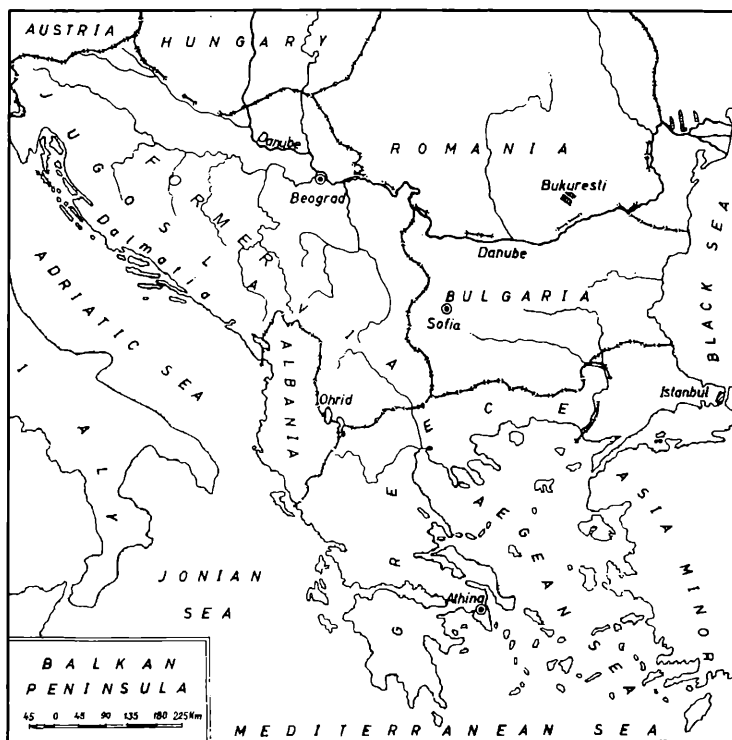 AUSTRIA
HUNGARY
JUGOSLAVIA
FORMER
Danube
ROMANIA
Beograd
Bukuresti
Dalmatia
Danube
BLACK SEA
ADRIATIC SEA
BULGARIA
Sofia
ALBANIA
Ohrid
Istanbul
ITALY
GREECE
AEGEAN SEA
ASIA MINOR
JONIAN
SEA
Athina
BALKAN
PENINSULA
45 0 45 90 135 180 225 Km
MEDITERRANEAN SEA